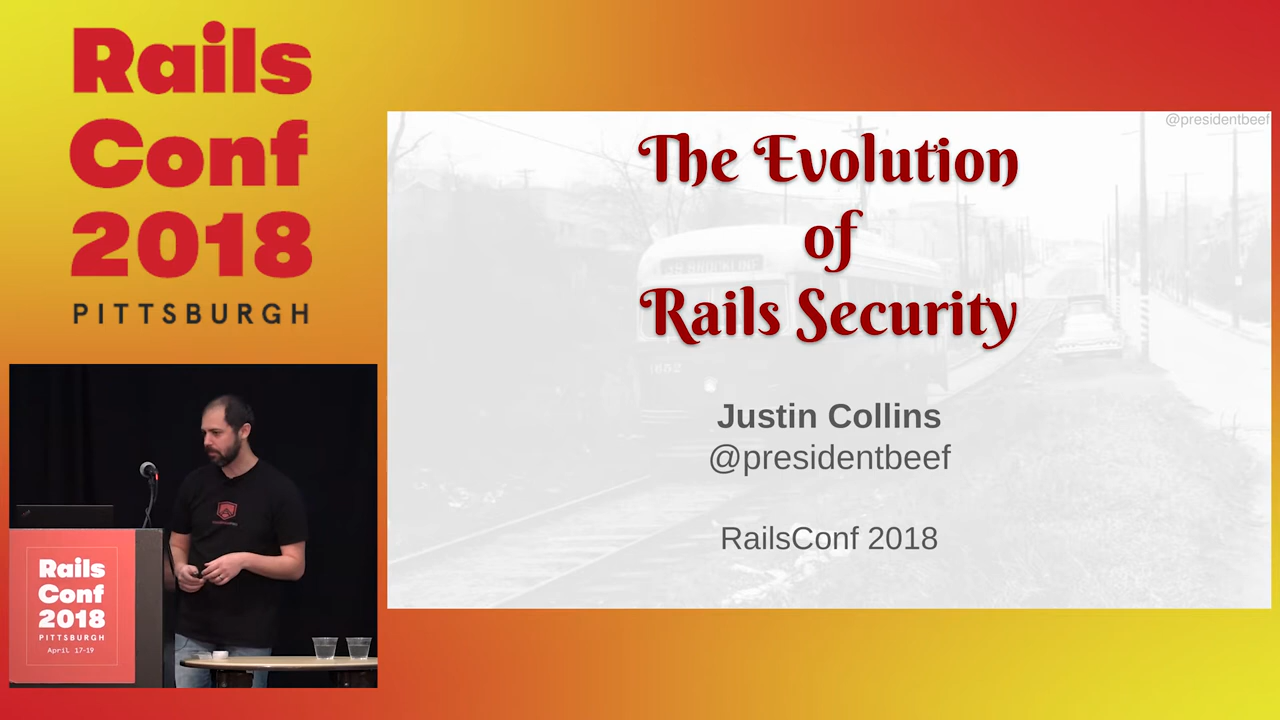 Rails
Conf
2018
PITTSBURGH
@presidentbeef
The Evolution
of
Rails Security
Justin Collins
@presidentbeef
RailsConf 2018
Rails
Conf
2018
PITTSBURGH
April 17-19